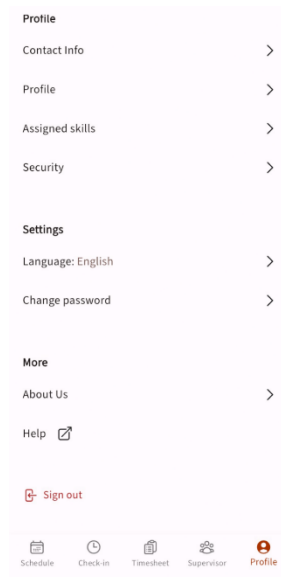 Profile
Contact Info
Profile
Assigned skills
Security
Settings
Language: English
Change password
More
About Us
Help
Sign out
Schedule Check-in Timesheet Supervisor Profile